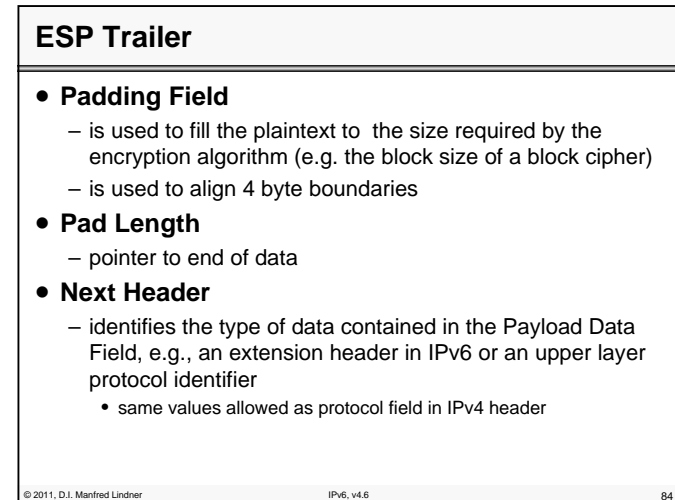 ESP Trailer
• Padding Field
– is used to fill the plaintext to  the size required by the
encryption algorithm (e.g. the block size of a block cipher)
– is used to align 4 byte boundaries
• Pad Length
– pointer to end of data
• Next Header
– identifies the type of data contained in the Payload Data
Field, e.g., an extension header in IPv6 or an upper layer
protocol identifier
• same values allowed as protocol field in IPv4 header
© 2011, D.I. Manfred Lindner IPv6, v4.6 84